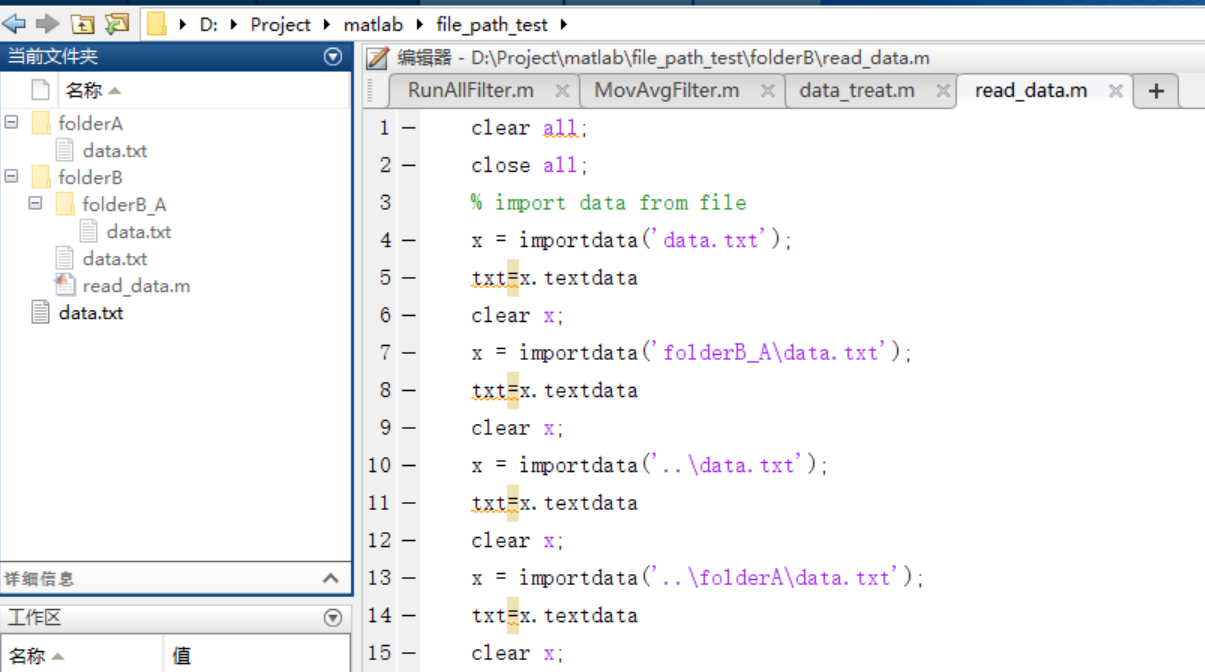 D: Project matlab file_path_test
当前文件夹
名称
folderA
data.txt
folderB
folderB_A
data.txt
data.txt
read_data.m
data.txt
详细信息
工作区
名称 值
编辑器 - D:\Project\matlab\file_path_test\folderB\read_data.m
RunAllFilter.m MovAvgFilter.m data_treat.m read_data.m +
1 — clear all;
2 — close all;
3 % import data from file
4 — x = importdata('data.txt');
5 — txt=x.textdata
6 — clear x;
7 — x = importdata('folderB_A\data.txt');
8 — txt=x.textdata
9 — clear x;
10 — x = importdata('..\data.txt');
11 — txt=x.textdata
12 — clear x;
13 — x = importdata('..\folderA\data.txt');
14 — txt=x.textdata
15 — clear x;